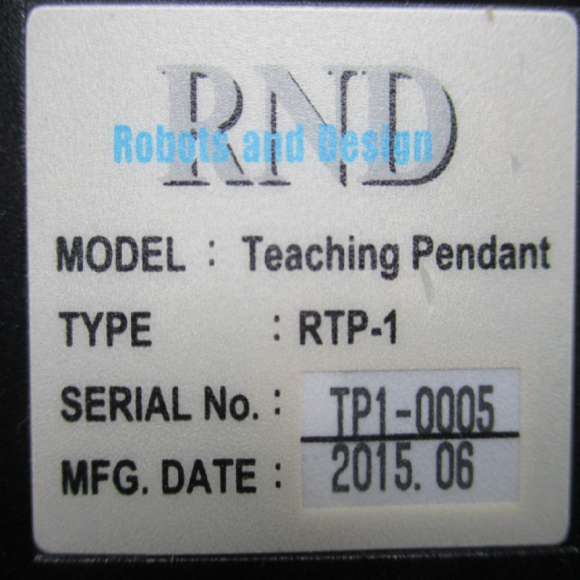 RND
Robots and Design
MODEL : Teaching Pendant
TYPE : RTP-1
SERIAL No. : TP1-0005
MFG. DATE : 2015.06